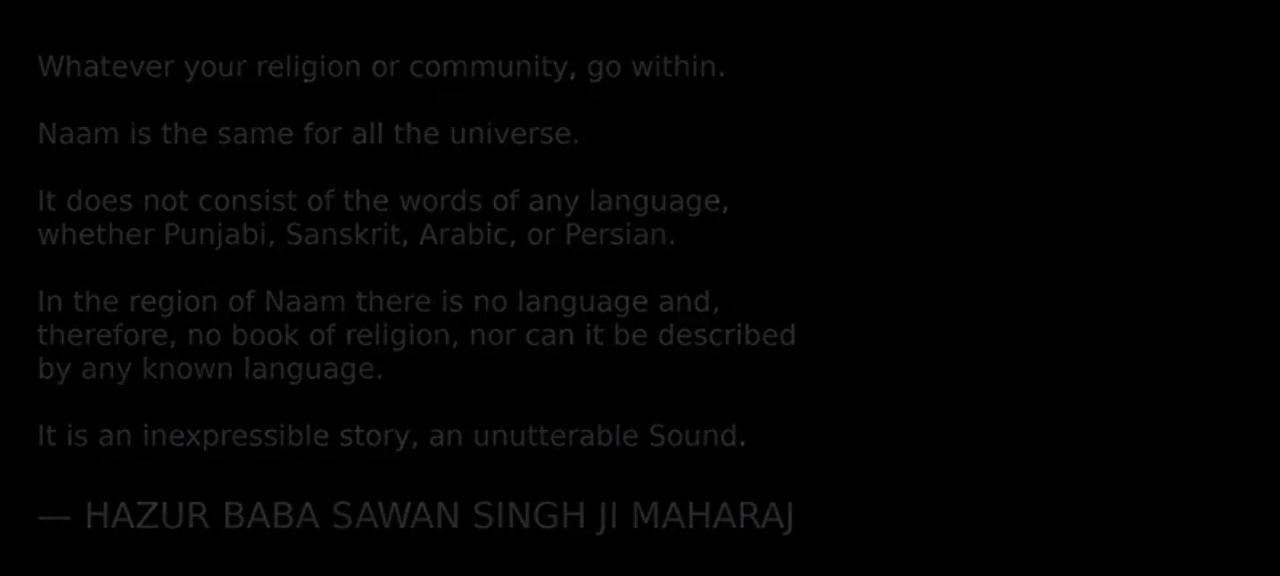 Whatever your religion or community, go within.
Naam is the same for all the universe.
It does not consist of the words of any language,
whether Punjabi, Sanskrit, Arabic, or Persian.
In the region of Naam there is no language and,
therefore, no book of religion, nor can it be described
by any known language.
It is an inexpressible story, an unutterable Sound.
— HAZUR BABA SAWAN SINGH JI MAHARAJ